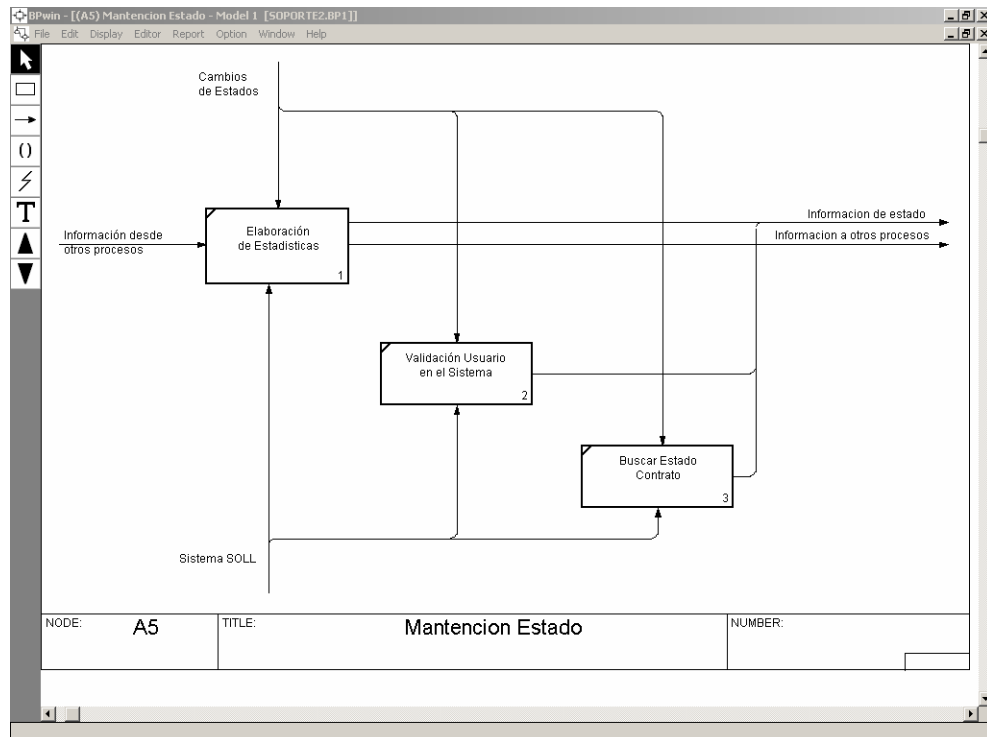 BPwin - [(A5) Mantencion Estado - Model 1 [SOPORTE2.BP1]]
File Edit Display Editor Report Option Window Help
Cambios
de Estados
Información desde
otros procesos
Elaboración
de Estadisticas
1
Informacion de estado
Informacion a otros procesos
Validación Usuario
en el Sistema
2
Buscar Estado
Contrato
3
Sistema SOLL
NODE:
A5
TITLE:
Mantencion Estado
NUMBER:
( )
T